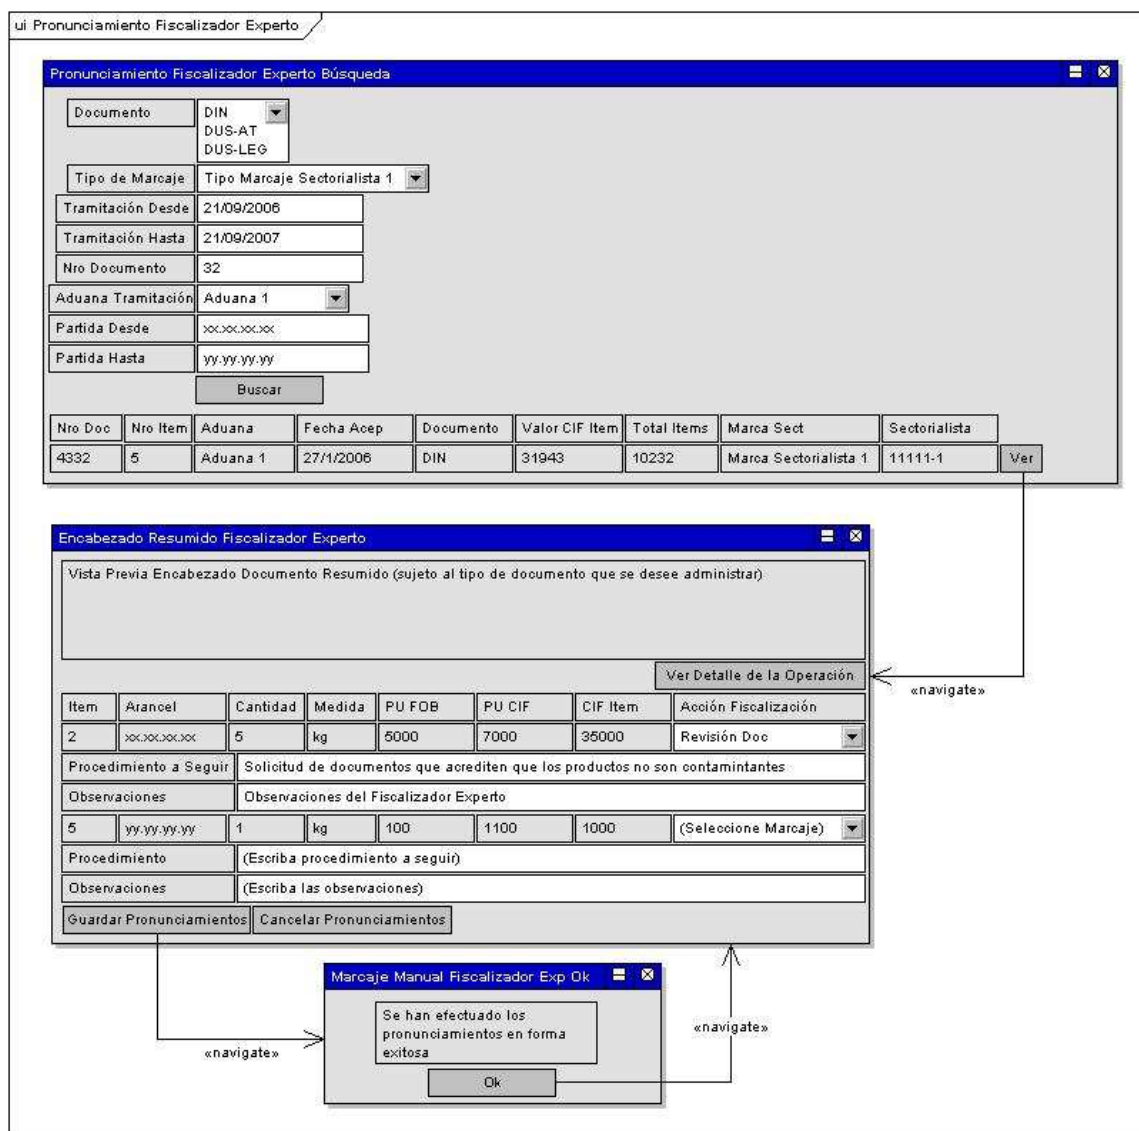 ui Pronunciamiento Fiscalizador Experto
Pronunciamiento Fiscalizador Experto Búsqueda
Documento DIN
DUS-AT
DUS-LEG
Tipo de Marcaje Tipo Marcaje Sectorialista 1
Tramitación Desde 21/09/2006
Tramitación Hasta 21/09/2007
Nro Documento 32
Aduana Tramitación Aduana 1
Partida Desde xx.xx.xx.xx
Partida Hasta yy.yy.yy.yy
Buscar
Nro Doc Nro Item Aduana Fecha Acep Documento Valor CIF Item Total Items Marca Sect Sectorialista
4332 5 Aduana 1 27/1/2006 DIN 31943 10232 Marca Sectorialista 1 11111-1 Ver
Encabezado Resumido Fiscalizador Experto
Vista Previa Encabezado Documento Resumido (sujeto al tipo de documento que se desee administrar)
Ver Detalle de la Operación
«navigate»
Item Arancel Cantidad Medida PU FOB PU CIF CIF Item Acción Fiscalización
2 xx.xx.xx.xx 5 kg 5000 7000 35000 Revisión Doc
Procedimiento a Seguir Solicitud de documentos que acrediten que los productos no son contamintantes
Observaciones Observaciones del Fiscalizador Experto
5 yy.yy.yy.yy 1 kg 100 1100 1000 (Seleccione Marcaje)
Procedimiento (Escriba procedimiento a seguir)
Observaciones (Escriba las observaciones)
Guardar Pronunciamientos Cancelar Pronunciamientos
Marcaje Manual Fiscalizador Exp Ok
Se han efectuado los
pronunciamientos en forma
exitosa
«navigate»
«navigate»
Ok